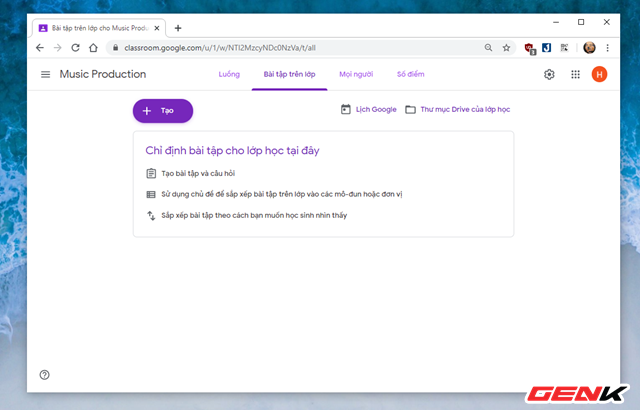 Bài tập trên lớp cho Music Produ
classroom.google.com/u/1/w/NTI2MzcyNDc0NzVa/t/all
Music Production
Luồng
Bài tập trên lớp
Mọi người
Số điểm
H
+ Tạo
Lịch Google
Thư mục Drive của lớp học
Chỉ định bài tập cho lớp học tại đây
Tạo bài tập và câu hỏi
Sử dụng chủ đề để sắp xếp bài tập trên lớp vào các mô-đun hoặc đơn vị
Sắp xếp bài tập theo cách bạn muốn học sinh nhìn thấy
GENK